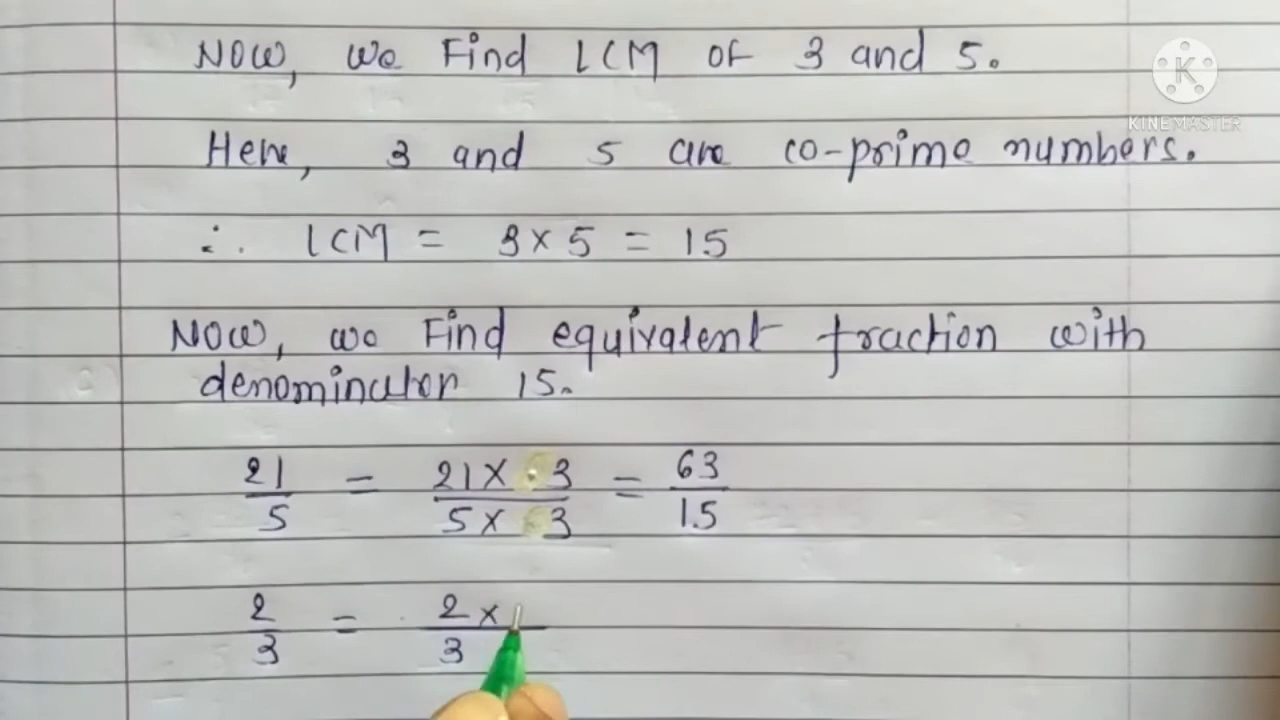 Now, we Find LCM of 3 and 5.
K
KINEMASTER
Here, 3 and 5 are co-prime numbers.
∴ LCM = 3 × 5 = 15
Now, we Find equivalent fraction with
denominator 15.
21/5 = 21 × 3 / 5 × 3 = 63/15
2/3 = 2 × / 3